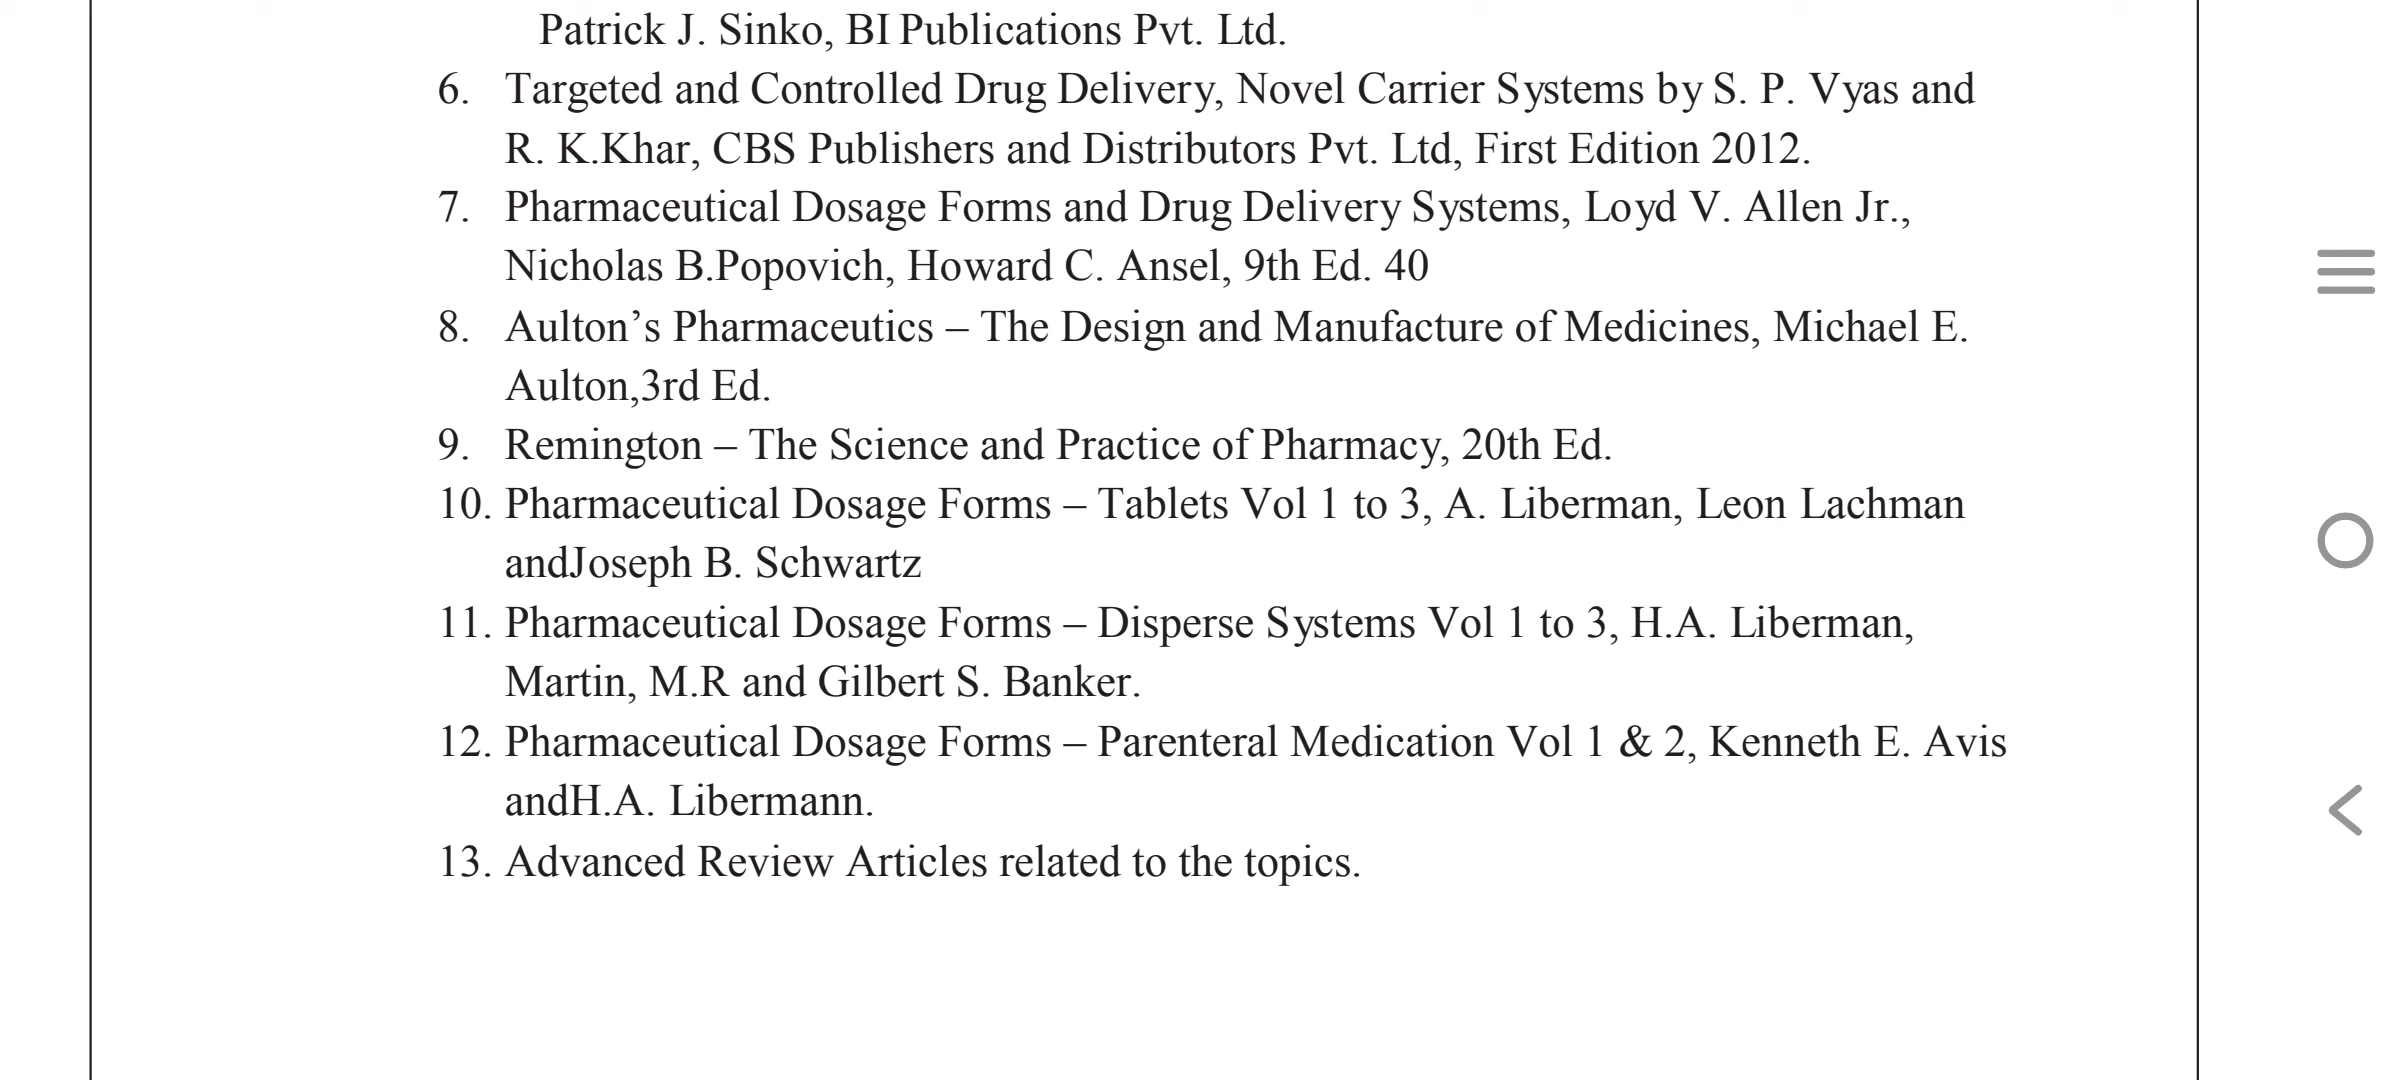 Patrick J. Sinko, BI Publications Pvt. Ltd.
6. Targeted and Controlled Drug Delivery, Novel Carrier Systems by S. P. Vyas and
R. K.Khar, CBS Publishers and Distributors Pvt. Ltd, First Edition 2012.
7. Pharmaceutical Dosage Forms and Drug Delivery Systems, Loyd V. Allen Jr.,
Nicholas B.Popovich, Howard C. Ansel, 9th Ed. 40
8. Aulton’s Pharmaceutics – The Design and Manufacture of Medicines, Michael E.
Aulton,3rd Ed.
9. Remington – The Science and Practice of Pharmacy, 20th Ed.
10. Pharmaceutical Dosage Forms – Tablets Vol 1 to 3, A. Liberman, Leon Lachman
andJoseph B. Schwartz
11. Pharmaceutical Dosage Forms – Disperse Systems Vol 1 to 3, H.A. Liberman,
Martin, M.R and Gilbert S. Banker.
12. Pharmaceutical Dosage Forms – Parenteral Medication Vol 1 & 2, Kenneth E. Avis
andH.A. Libermann.
13. Advanced Review Articles related to the topics.